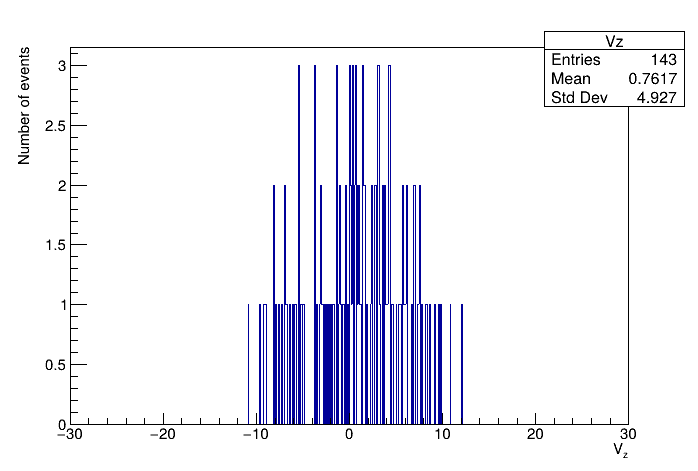 Vz
Entries 143
Mean 0.7617
Std Dev 4.927
Number of events
3
2.5
2
1.5
1
0.5
0
−30 −20 −10 0 10 20 30
Vz